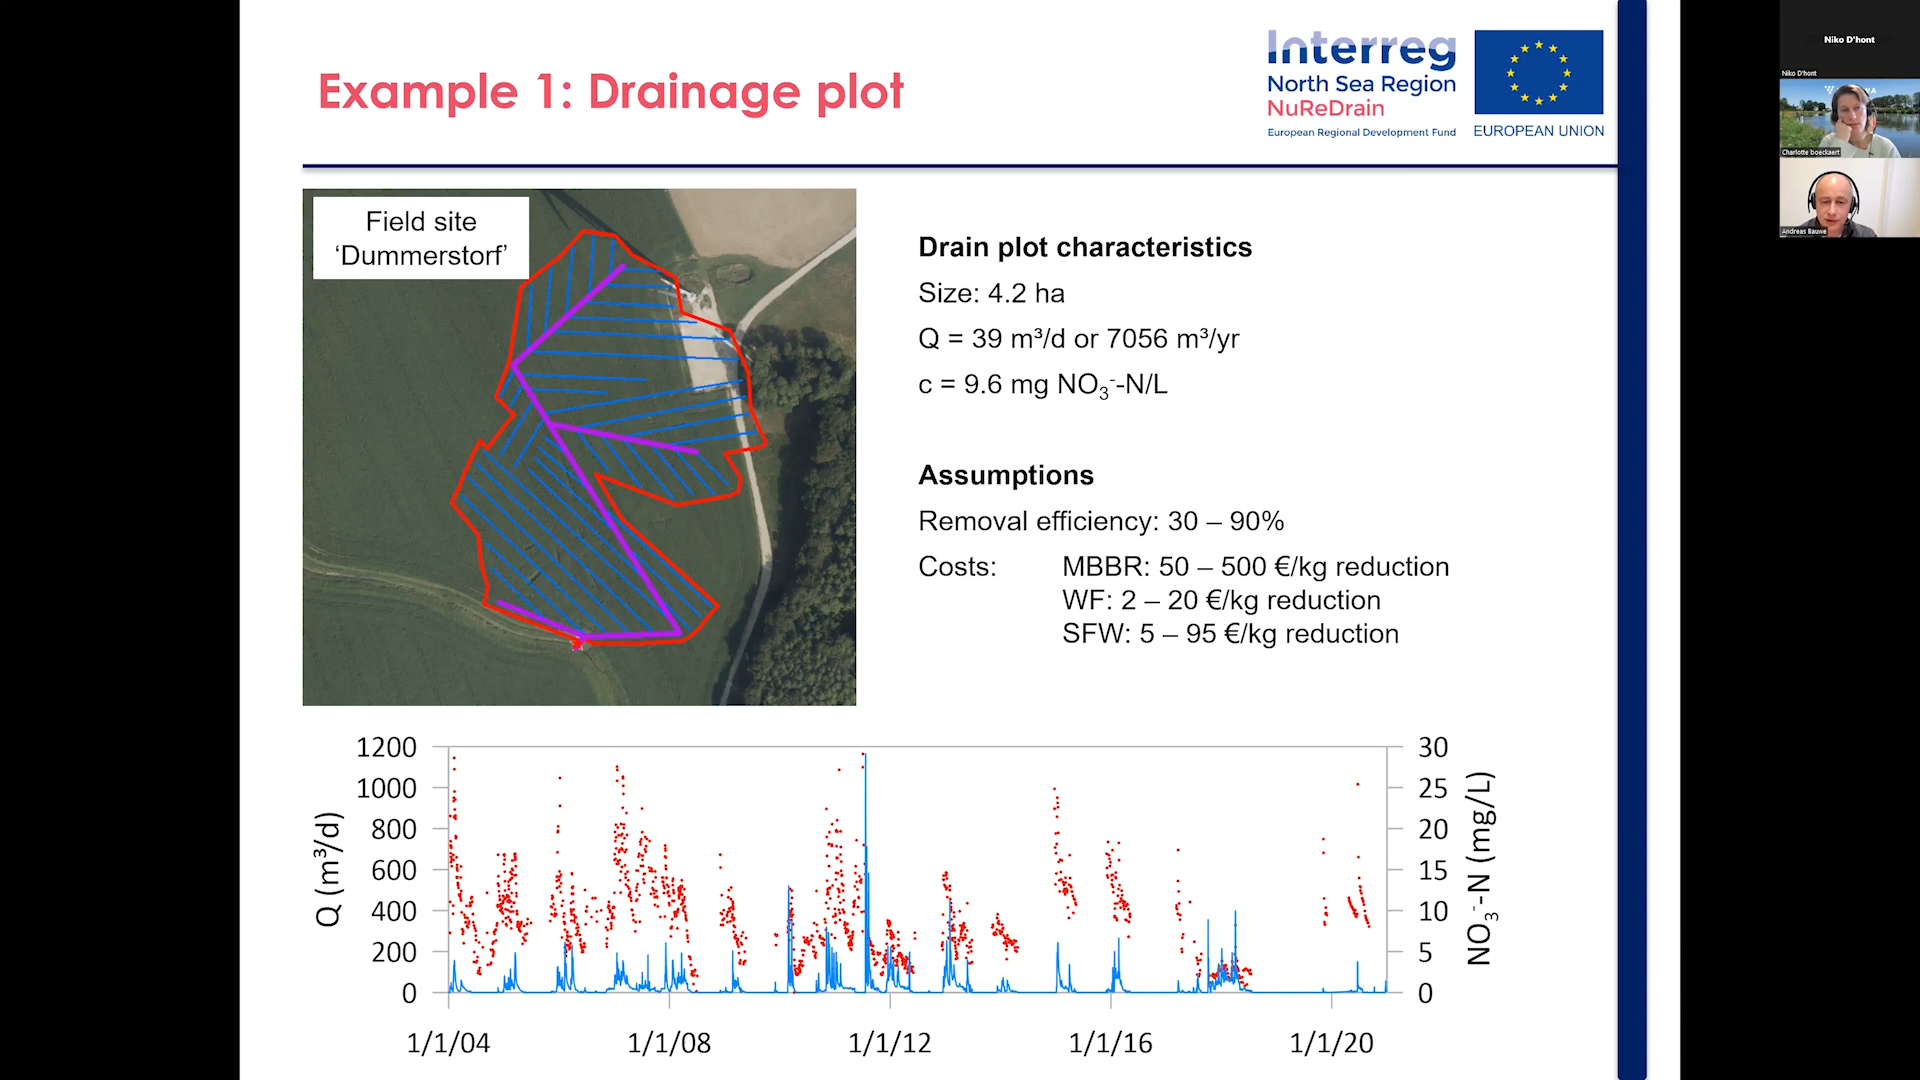 Example 1: Drainage plot
Interreg
North Sea Region
NuReDrain
European Regional Development Fund
EUROPEAN UNION
Niko D'hont
Niko D'hont
Charlotte boeckaert
Andreas Bauwe
Field site
‘Dummerstorf’
Drain plot characteristics
Size: 4.2 ha
Q = 39 m³/d or 7056 m³/yr
c = 9.6 mg NO₃⁻-N/L
Assumptions
Removal efficiency: 30 – 90%
Costs: MBBR: 50 – 500 €/kg reduction
WF: 2 – 20 €/kg reduction
SFW: 5 – 95 €/kg reduction
Q (m³/d)
1200
1000
800
600
400
200
0
30
25
20
15
10
5
0
NO₃⁻-N (mg/L)
1/1/04 1/1/08 1/1/12 1/1/16 1/1/20